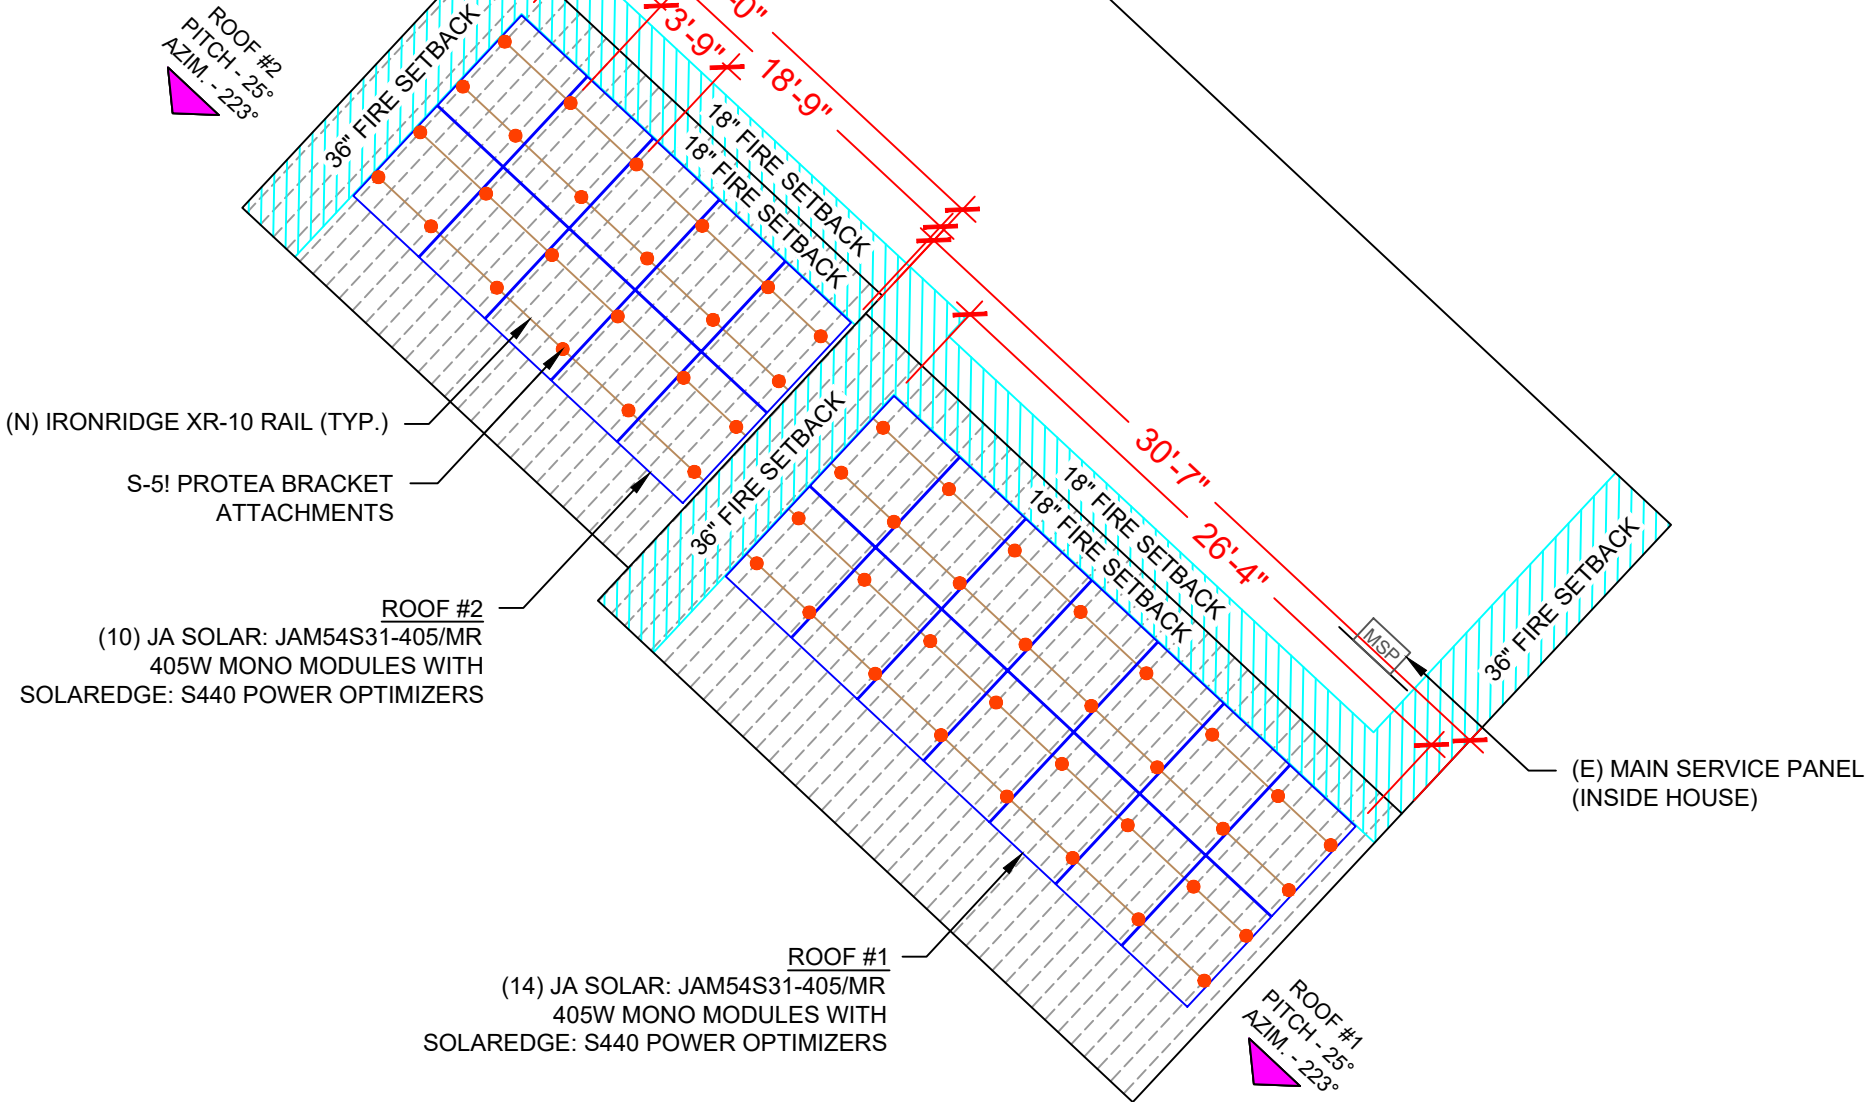 ROOF #2
PITCH - 25°
AZIM. - 223°
36" FIRE SETBACK
3'-9"
18'-9"
18" FIRE SETBACK
18" FIRE SETBACK
(N) IRONRIDGE XR-10 RAIL (TYP.)
S-5! PROTEA BRACKET
ATTACHMENTS
36" FIRE SETBACK
30'-7"
26'-4"
18" FIRE SETBACK
18" FIRE SETBACK
36" FIRE SETBACK
MSP
ROOF #2
(10) JA SOLAR: JAM54S31-405/MR
405W MONO MODULES WITH
SOLAREDGE: S440 POWER OPTIMIZERS
(E) MAIN SERVICE PANEL
(INSIDE HOUSE)
ROOF #1
(14) JA SOLAR: JAM54S31-405/MR
405W MONO MODULES WITH
SOLAREDGE: S440 POWER OPTIMIZERS
ROOF #1
PITCH - 25°
AZIM. - 223°